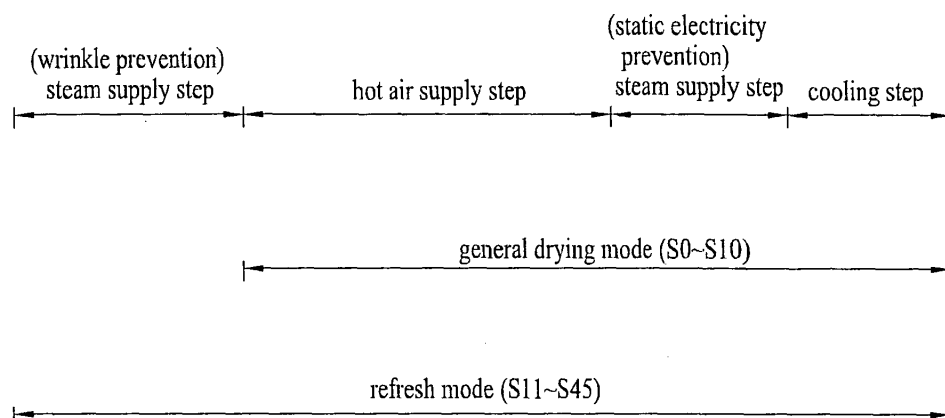 (wrinkle prevention)
steam supply step
hot air supply step
(static electricity
prevention)
steam supply step
cooling step
general drying mode (S0~S10)
refresh mode (S11~S45)